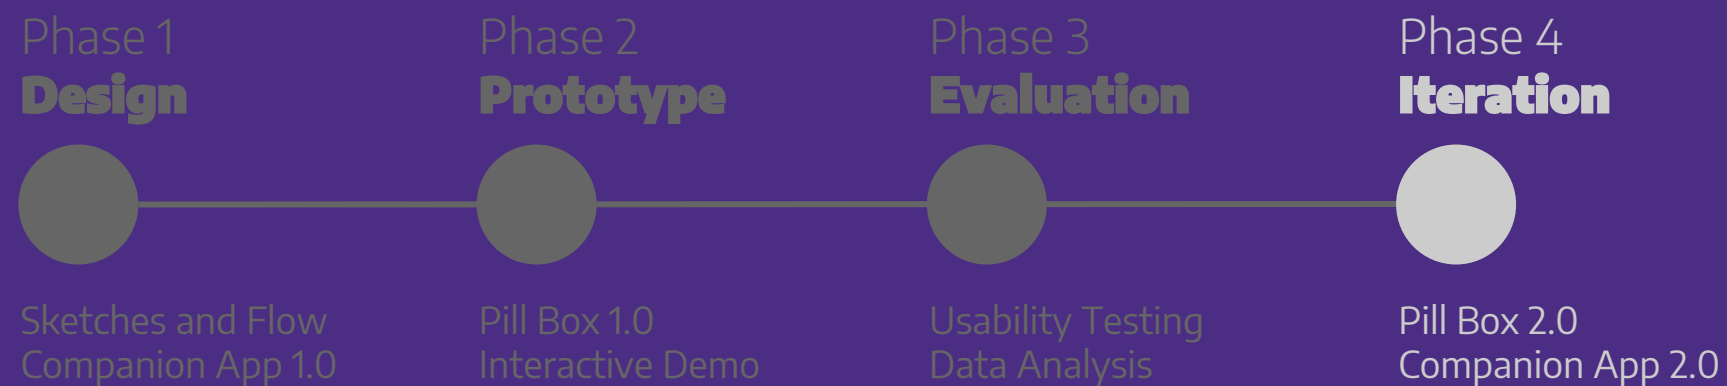 Phase 1
Design
Sketches and Flow
Companion App 1.0
Phase 2
Prototype
Pill Box 1.0
Interactive Demo
Phase 3
Evaluation
Usability Testing
Data Analysis
Phase 4
Iteration
Pill Box 2.0
Companion App 2.0